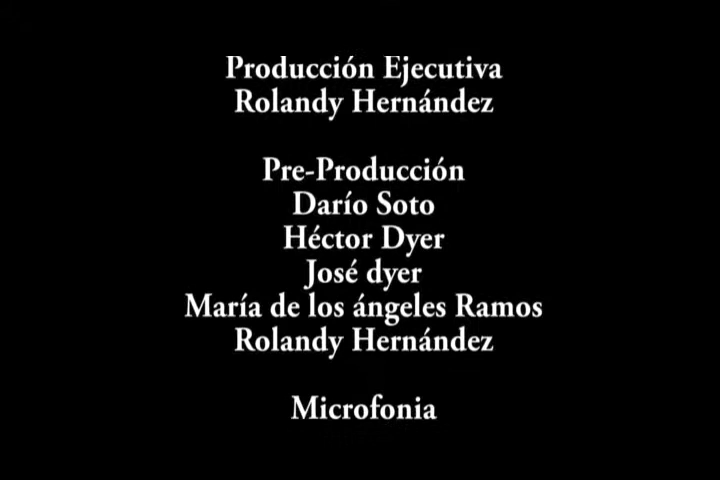 Producción Ejecutiva
Rolandy Hernández
Pre-Producción
Darío Soto
Héctor Dyer
José dyer
María de los ángeles Ramos
Rolandy Hernández
Microfonia